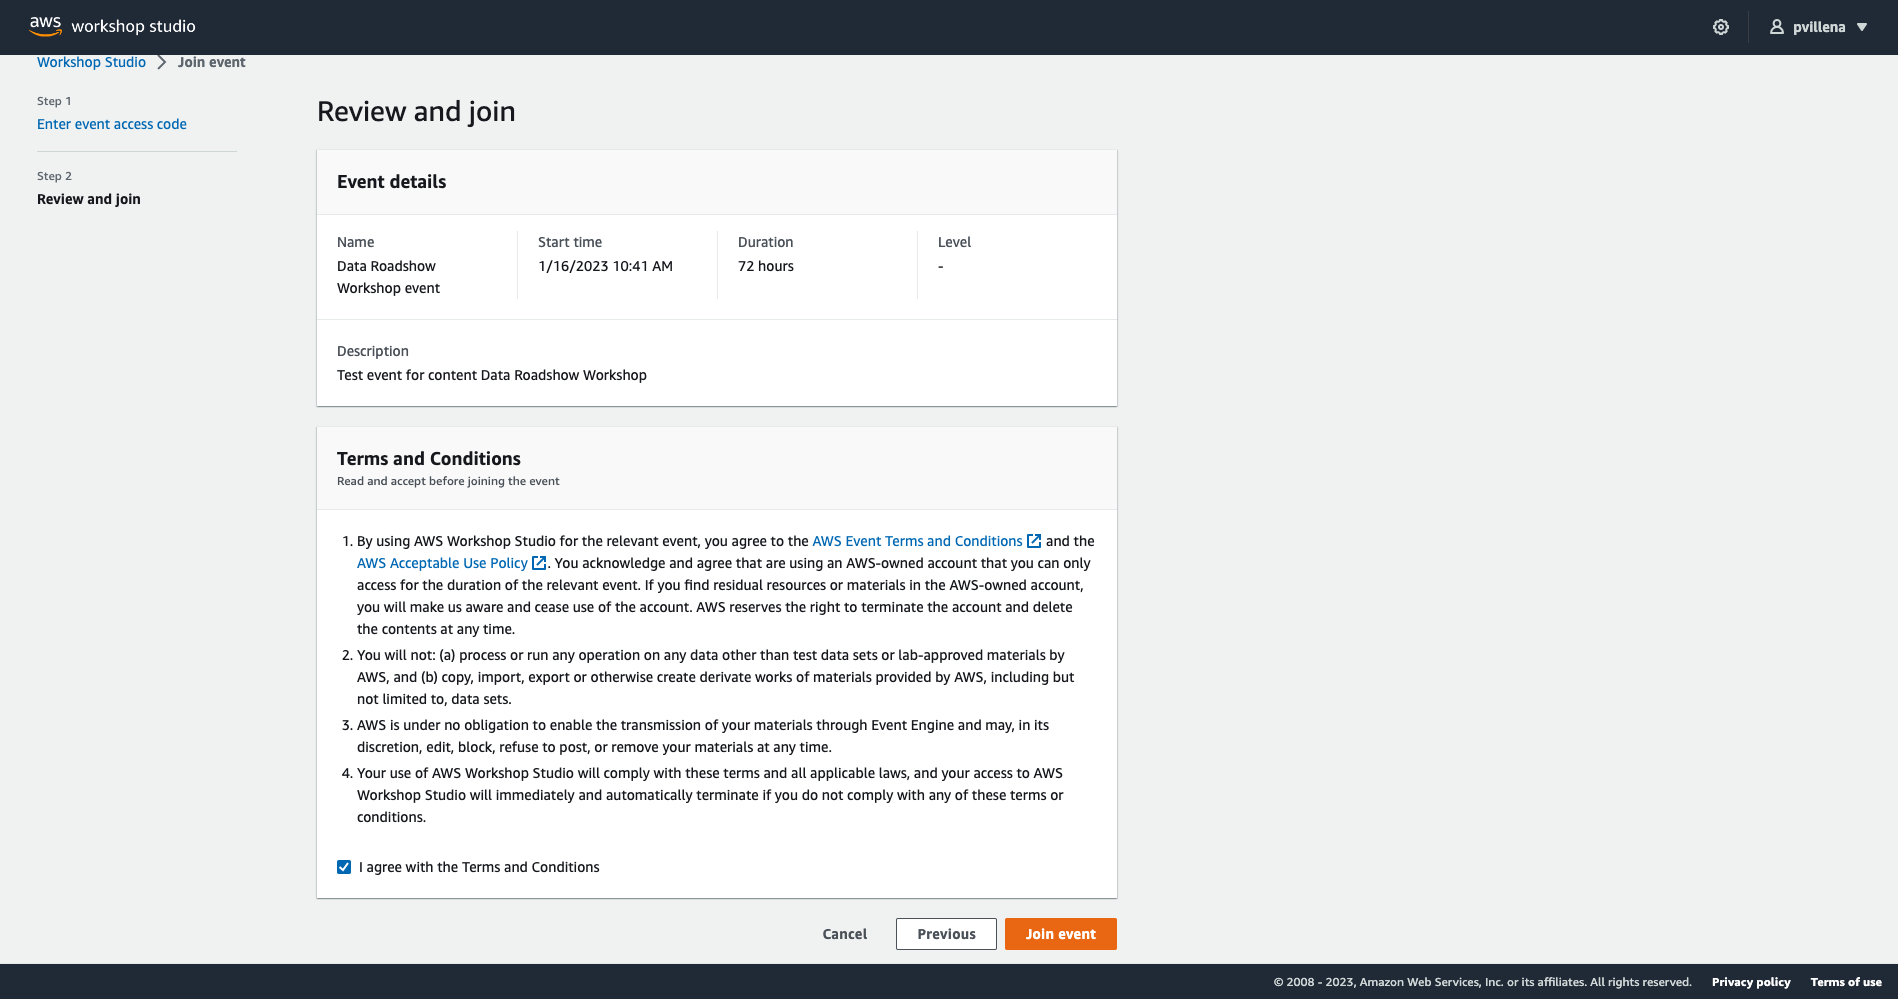 aws workshop studio
pvillena
Workshop Studio
Join event
Step 1
Enter event access code
Step 2
Review and join
Review and join
Event details
Name
Data Roadshow
Workshop event
Start time
1/16/2023 10:41 AM
Duration
72 hours
Level
-
Description
Test event for content Data Roadshow Workshop
Terms and Conditions
Read and accept before joining the event
1. By using AWS Workshop Studio for the relevant event, you agree to the AWS Event Terms and Conditions and the
AWS Acceptable Use Policy. You acknowledge and agree that are using an AWS-owned account that you can only
access for the duration of the relevant event. If you find residual resources or materials in the AWS-owned account,
you will make us aware and cease use of the account. AWS reserves the right to terminate the account and delete
the contents at any time.
2. You will not: (a) process or run any operation on any data other than test data sets or lab-approved materials by
AWS, and (b) copy, import, export or otherwise create derivate works of materials provided by AWS, including but
not limited to, data sets.
3. AWS is under no obligation to enable the transmission of your materials through Event Engine and may, in its
discretion, edit, block, refuse to post, or remove your materials at any time.
4. Your use of AWS Workshop Studio will comply with these terms and all applicable laws, and your access to AWS
Workshop Studio will immediately and automatically terminate if you do not comply with any of these terms or
conditions.
I agree with the Terms and Conditions
Cancel
Previous
Join event
© 2008 - 2023, Amazon Web Services, Inc. or its affiliates. All rights reserved.
Privacy policy
Terms of use